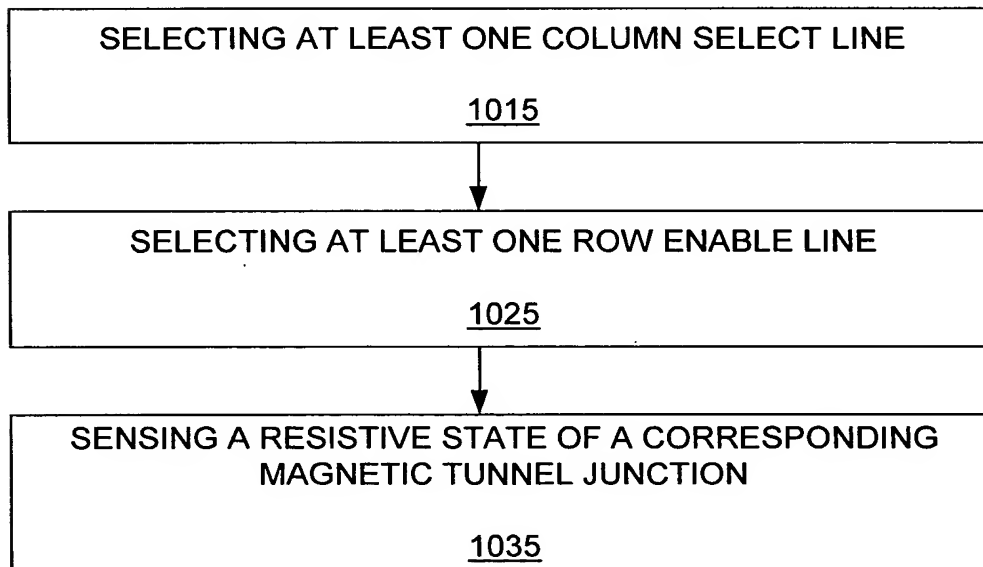 SELECTING AT LEAST ONE COLUMN SELECT LINE
1015
SELECTING AT LEAST ONE ROW ENABLE LINE
1025
SENSING A RESISTIVE STATE OF A CORRESPONDING
MAGNETIC TUNNEL JUNCTION
1035